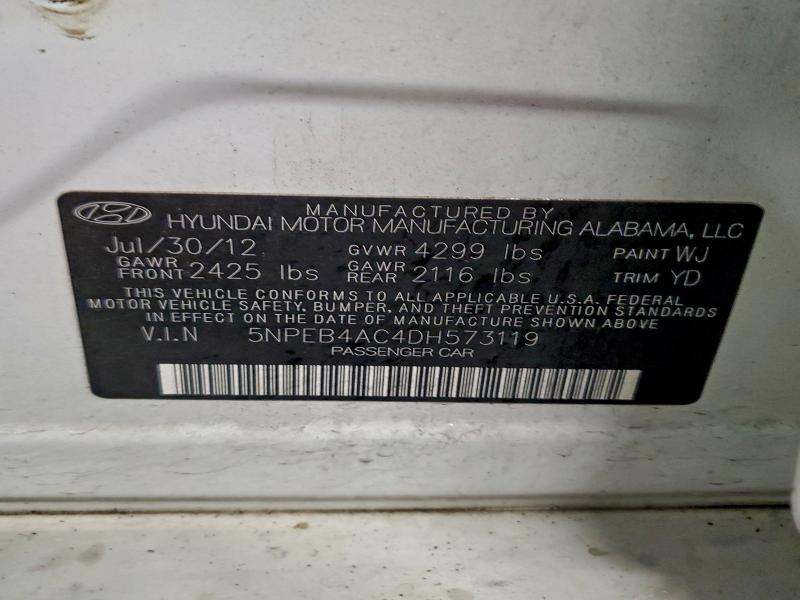 MANUFACTURED BY
HYUNDAI MOTOR MANUFACTURING ALABAMA, LLC
Jul/30/12 GVWR 4299 lbs PAINT WJ
GAWR FRONT 2425 lbs GAWR REAR 2116 lbs TRIM YD
THIS VEHICLE CONFORMS TO ALL APPLICABLE U.S.A. FEDERAL
MOTOR VEHICLE SAFETY, BUMPER, AND THEFT PREVENTION STANDARDS
IN EFFECT ON THE DATE OF MANUFACTURE SHOWN ABOVE
V.I.N 5NPEB4AC4DH573119
PASSENGER CAR